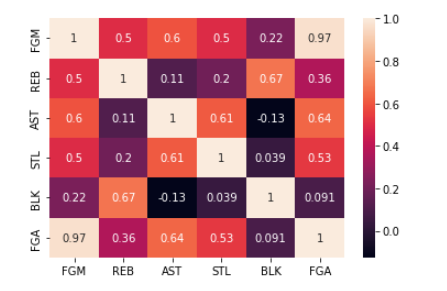 1.0
FGM 1 0.5 0.6 0.5 0.22 0.97
REB 0.5 1 0.11 0.2 0.67 0.36
0.8
0.6
AST 0.6 0.11 1 0.61 -0.13 0.64
0.4
STL 0.5 0.2 0.61 1 0.039 0.53
0.2
BLK 0.22 0.67 -0.13 0.039 1 0.091
0.0
FGA 0.97 0.36 0.64 0.53 0.091 1
FGM REB AST STL BLK FGA